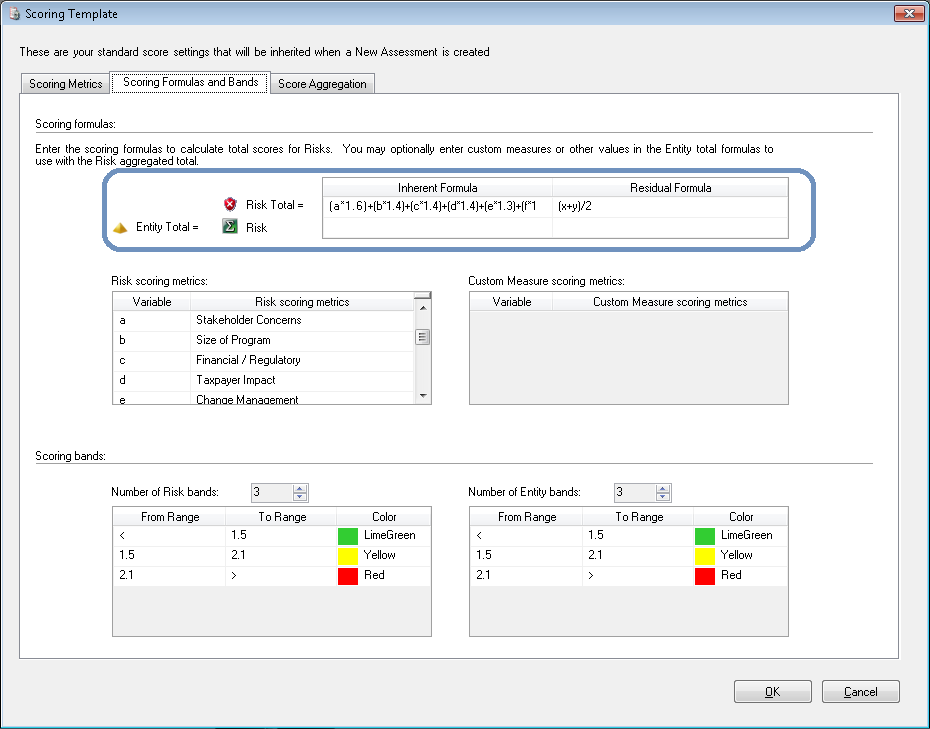 Scoring Template
These are your standard score settings that will be inherited when a New Assessment is created
Scoring Metrics Scoring Formulas and Bands Score Aggregation
Scoring formulas:
Enter the scoring formulas to calculate total scores for Risks. You may optionally enter custom measures or other values in the Entity total formulas to
use with the Risk aggregated total.
Inherent Formula Residual Formula
Risk Total = (a*1.6)+(b*1.4)+(c*1.4)+(d*1.4)+(e*1.3)+(f*1 (x+y)/2
Entity Total = Σ Risk
Risk scoring metrics: Custom Measure scoring metrics:
Variable Risk scoring metrics Variable Custom Measure scoring metrics
a Stakeholder Concerns
b Size of Program
c Financial / Regulatory
d Taxpayer Impact
e Change Management
Scoring bands:
Number of Risk bands: 3 Number of Entity bands: 3
From Range To Range Color From Range To Range Color
< 1.5 LimeGreen < 1.5 LimeGreen
1.5 2.1 Yellow 1.5 2.1 Yellow
2.1 > Red 2.1 > Red
OK Cancel